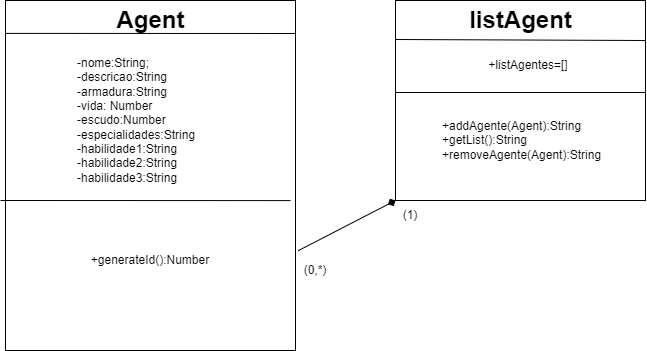 Agent
-nome:String;
-descricao:String
-armadura:String
-vida: Number
-escudo:Number
-especialidades:String
-habilidade1:String
-habilidade2:String
-habilidade3:String
+generateId():Number
(0,*)
listAgent
+listAgentes=[]
+addAgente(Agent):String
+getList():String
+removeAgente(Agent):String
(1)